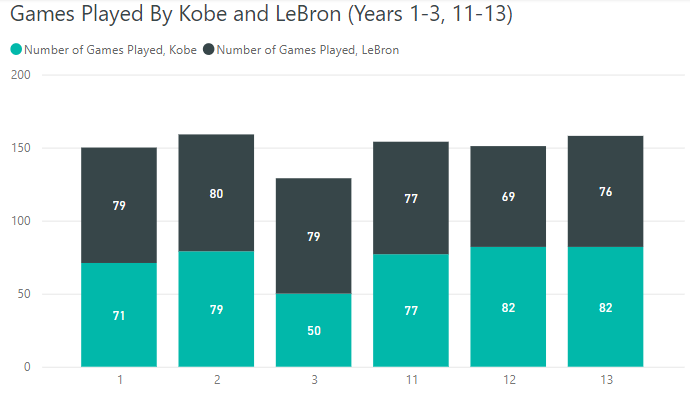 Games Played By Kobe and LeBron (Years 1-3, 11-13)
Number of Games Played, Kobe Number of Games Played, LeBron
200
150
100
50
0
79 80 79 77 69 76
71 79 50 77 82 82
1 2 3 11 12 13